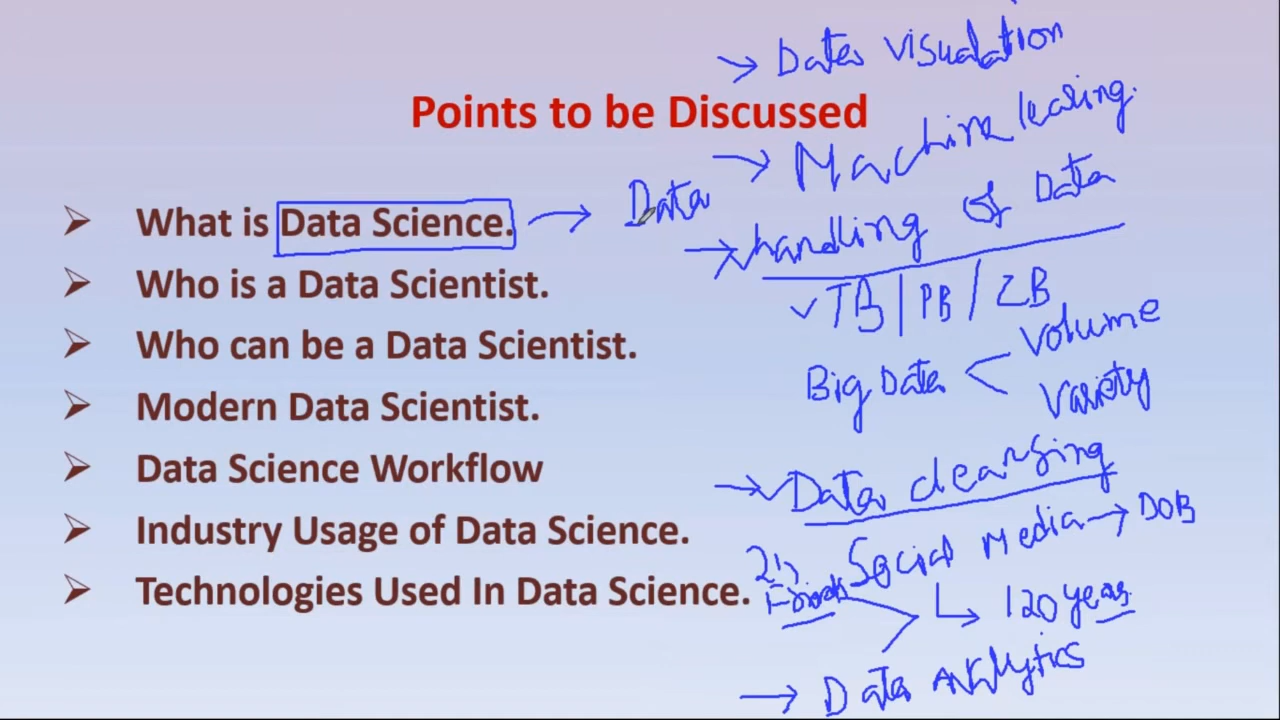 → Data visualation
Points to be Discussed
→ Machine learing.
➢ What is Data Science. → Data
→ handling of Data
✓ TB / PB / ZB
➢ Who is a Data Scientist.
➢ Who can be a Data Scientist.
Big Data < Volume
Variety
➢ Modern Data Scientist.
➢ Data Science Workflow
→ ✓ Data cleansing
➢ Industry Usage of Data Science.
Social Media → DOB
➢ Technologies Used In Data Science.
↳ 120 years
→ Data Analytics